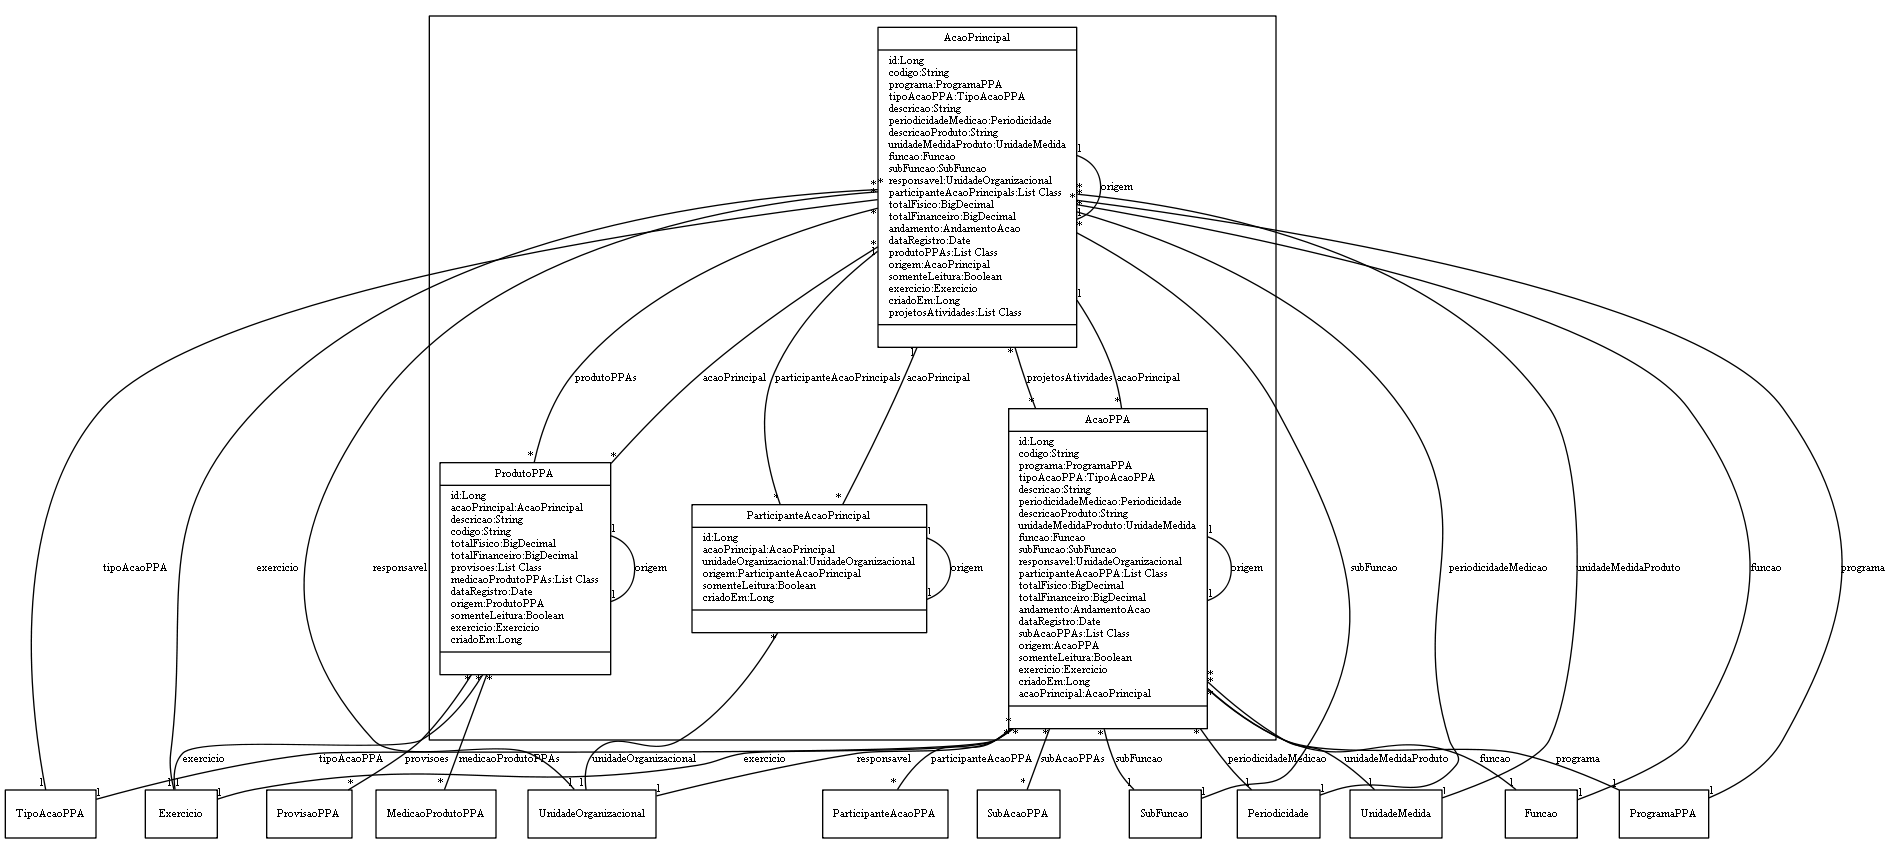 AcaoPrincipal
id:Long
codigo:String
programa:ProgramaPPA
tipoAcaoPPA:TipoAcaoPPA
descricao:String
periodicidadeMedicao:Periodicidade
descricaoProduto:String
unidadeMedidaProduto:UnidadeMedida
funcao:Funcao
subFuncao:SubFuncao
responsavel:UnidadeOrganizacional
participanteAcaoPrincipals:List Class
totalFisico:BigDecimal
totalFinanceiro:BigDecimal
andamento:AndamentoAcao
dataRegistro:Date
produtoPPAs:List Class
origem:AcaoPrincipal
somenteLeitura:Boolean
exercicio:Exercicio
criadoEm:Long
projetosAtividades:List Class
origem
produtoPPAs
acaoPrincipal
participanteAcaoPrincipals
acaoPrincipal
projetosAtividades
acaoPrincipal
ProdutoPPA
id:Long
acaoPrincipal:AcaoPrincipal
descricao:String
codigo:String
totalFisico:BigDecimal
totalFinanceiro:BigDecimal
provisoes:List Class
medicaoProdutoPPAs:List Class
dataRegistro:Date
origem:ProdutoPPA
somenteLeitura:Boolean
exercicio:Exercicio
criadoEm:Long
origem
ParticipanteAcaoPrincipal
id:Long
acaoPrincipal:AcaoPrincipal
unidadeOrganizacional:UnidadeOrganizacional
origem:ParticipanteAcaoPrincipal
somenteLeitura:Boolean
criadoEm:Long
origem
AcaoPPA
id:Long
codigo:String
programa:ProgramaPPA
tipoAcaoPPA:TipoAcaoPPA
descricao:String
periodicidadeMedicao:Periodicidade
descricaoProduto:String
unidadeMedidaProduto:UnidadeMedida
funcao:Funcao
subFuncao:SubFuncao
responsavel:UnidadeOrganizacional
participanteAcaoPPA:List Class
totalFisico:BigDecimal
totalFinanceiro:BigDecimal
andamento:AndamentoAcao
dataRegistro:Date
subAcaoPPAs:List Class
origem:AcaoPPA
somenteLeitura:Boolean
exercicio:Exercicio
criadoEm:Long
acaoPrincipal:AcaoPrincipal
origem
tipoAcaoPPA
exercicio
responsavel
subFuncao
periodicidadeMedicao
unidadeMedidaProduto
funcao
programa
exercicio
tipoAcaoPPA
provisoes
medicaoProdutoPPAs
unidadeOrganizacional
exercicio
responsavel
participanteAcaoPPA
subAcaoPPAs
subFuncao
periodicidadeMedicao
unidadeMedidaProduto
funcao
programa
TipoAcaoPPA
Exercicio
ProvisaoPPA
MedicaoProdutoPPA
UnidadeOrganizacional
ParticipanteAcaoPPA
SubAcaoPPA
SubFuncao
Periodicidade
UnidadeMedida
Funcao
ProgramaPPA